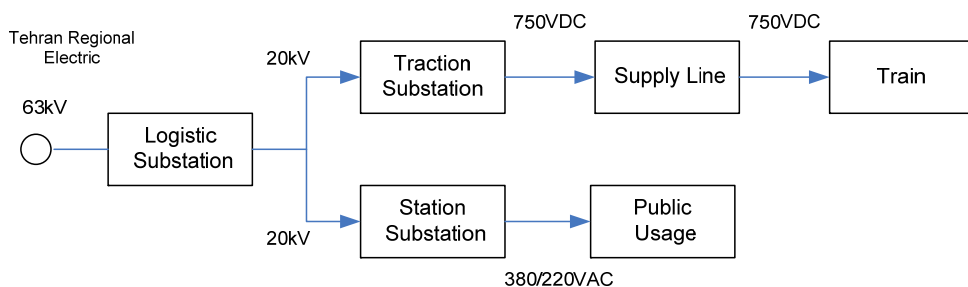 Tehran Regional
Electric
63kV
Logistic
Substation
20kV
20kV
Traction
Substation
750VDC
Supply Line
750VDC
Train
Station
Substation
380/220VAC
Public
Usage